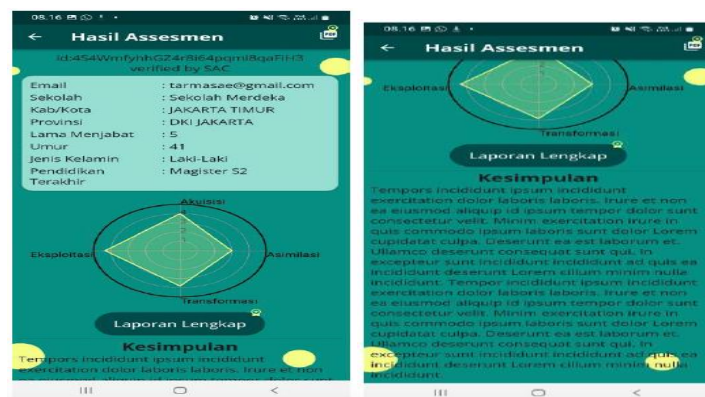 08.16
Hasil Assesmen
verified by SAC
Email : tarmasae@gmail.com
Sekolah : Sekolah Merdeka
Kab/Kota : JAKARTA TIMUR
Provinsi : DKI JAKARTA
Lama Menjabat : 5
Umur : 41
Jenis Kelamin : Laki-Laki
Pendidikan : Magister S2
Terakhir
Akuisisi
Eksploitasi
Asimilasi
Transformasi
Laporan Lengkap
Kesimpulan
Tempors incididunt ipsum incididunt
exercitation dolor laboris laboris. Irure et non
08.16
Hasil Assesmen
Eksploitasi
Asimilasi
Transformasi
Laporan Lengkap
Kesimpulan
Tempors incididunt ipsum incididunt
exercitation dolor laboris laboris. Irure et non
ea eiusmod aliquip id ipsum tempor dolor sunt
consectetur velit. Minim exercitation irure in
quis commodo ipsum laboris sunt dolor Lorem
cupidatat culpa. Deserunt ea est laborum et.
Ullamco deserunt consequat sunt qui. In
excepteur sunt incididunt incididunt ad quis ea
incididunt deserunt Lorem cillum minim nulla
incididunt. Tempor incididunt ipsum incididunt
exercitation dolor laboris laboris. Irure et non
ea eiusmod aliquip id ipsum tempor dolor sunt
consectetur velit. Minim exercitation irure in
quis commodo ipsum laboris sunt dolor Lorem
cupidatat culpa. Deserunt ea est laborum et.
Ullamco deserunt consequat sunt qui. In
excepteur sunt incididunt incididunt ad quis ea
incididunt deserunt Lorem cillum minim nulla
incididunt.